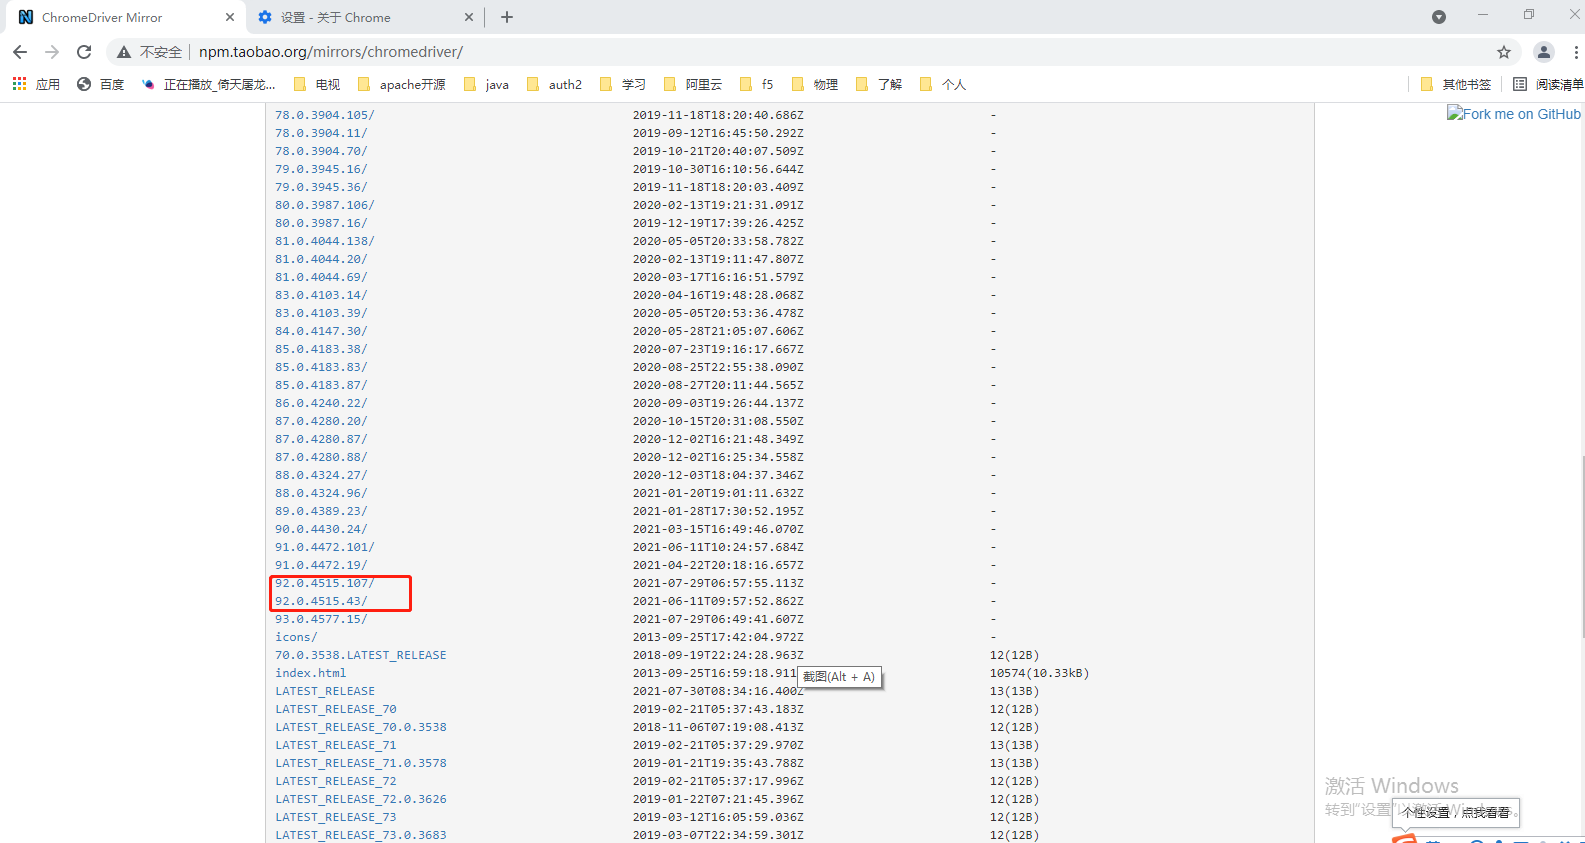 ChromeDriver Mirror
设置 - 关于 Chrome
不安全 npm.taobao.org/mirrors/chromedriver/
应用 百度 正在播放_倚天屠龙... 电视 apache开源 java auth2 学习 阿里云 f5 物理 了解 个人 其他书签 阅读清单
Fork me on GitHub
78.0.3904.105/ 2019-11-18T18:20:40.686Z -
78.0.3904.11/ 2019-09-12T16:45:50.292Z -
78.0.3904.70/ 2019-10-21T20:40:07.509Z -
79.0.3945.16/ 2019-10-30T16:10:56.644Z -
79.0.3945.36/ 2019-11-18T18:20:03.409Z -
80.0.3987.106/ 2020-02-13T19:21:31.091Z -
80.0.3987.16/ 2019-12-19T17:39:26.425Z -
81.0.4044.138/ 2020-05-05T20:33:58.782Z -
81.0.4044.20/ 2020-02-13T19:11:47.807Z -
81.0.4044.69/ 2020-03-17T16:16:51.579Z -
83.0.4103.14/ 2020-04-16T19:48:28.068Z -
83.0.4103.39/ 2020-05-05T20:53:36.478Z -
84.0.4147.30/ 2020-05-28T21:05:07.606Z -
85.0.4183.38/ 2020-07-23T19:16:17.667Z -
85.0.4183.83/ 2020-08-25T22:55:38.090Z -
85.0.4183.87/ 2020-08-27T20:11:44.565Z -
86.0.4240.22/ 2020-09-03T19:26:44.137Z -
87.0.4280.20/ 2020-10-15T20:31:08.550Z -
87.0.4280.87/ 2020-12-02T16:21:48.349Z -
87.0.4280.88/ 2020-12-02T16:25:34.558Z -
88.0.4324.27/ 2020-12-03T18:04:37.346Z -
88.0.4324.96/ 2021-01-20T19:01:11.632Z -
89.0.4389.23/ 2021-01-28T17:30:52.195Z -
90.0.4430.24/ 2021-03-15T16:49:46.070Z -
91.0.4472.101/ 2021-06-11T10:24:57.684Z -
91.0.4472.19/ 2021-04-22T20:18:16.657Z -
92.0.4515.107/ 2021-07-29T06:57:55.113Z -
92.0.4515.43/ 2021-06-11T09:57:52.862Z -
93.0.4577.15/ 2021-07-29T06:49:41.607Z -
icons/ 2013-09-25T17:42:04.972Z -
70.0.3538.LATEST_RELEASE 2018-09-19T22:24:28.963Z 12(12B)
index.html 2013-09-25T16:59:18.911 10574(10.33kB)
截图(Alt + A)
LATEST_RELEASE 2021-07-30T08:34:16.400Z 13(13B)
LATEST_RELEASE_70 2019-02-21T05:37:43.183Z 12(12B)
LATEST_RELEASE_70.0.3538 2018-11-06T07:19:08.413Z 12(12B)
LATEST_RELEASE_71 2019-02-21T05:37:29.970Z 13(13B)
LATEST_RELEASE_71.0.3578 2019-01-21T19:35:43.788Z 13(13B)
LATEST_RELEASE_72 2019-02-21T05:37:17.996Z 12(12B)
LATEST_RELEASE_72.0.3626 2019-01-22T07:21:45.396Z 12(12B)
LATEST_RELEASE_73 2019-03-12T16:05:59.036Z 12(12B)
LATEST_RELEASE_73.0.3683 2019-03-07T22:34:59.301Z 12(12B)
激活 Windows
转到"设置"以激活 Windows。
个性设置，点我看看